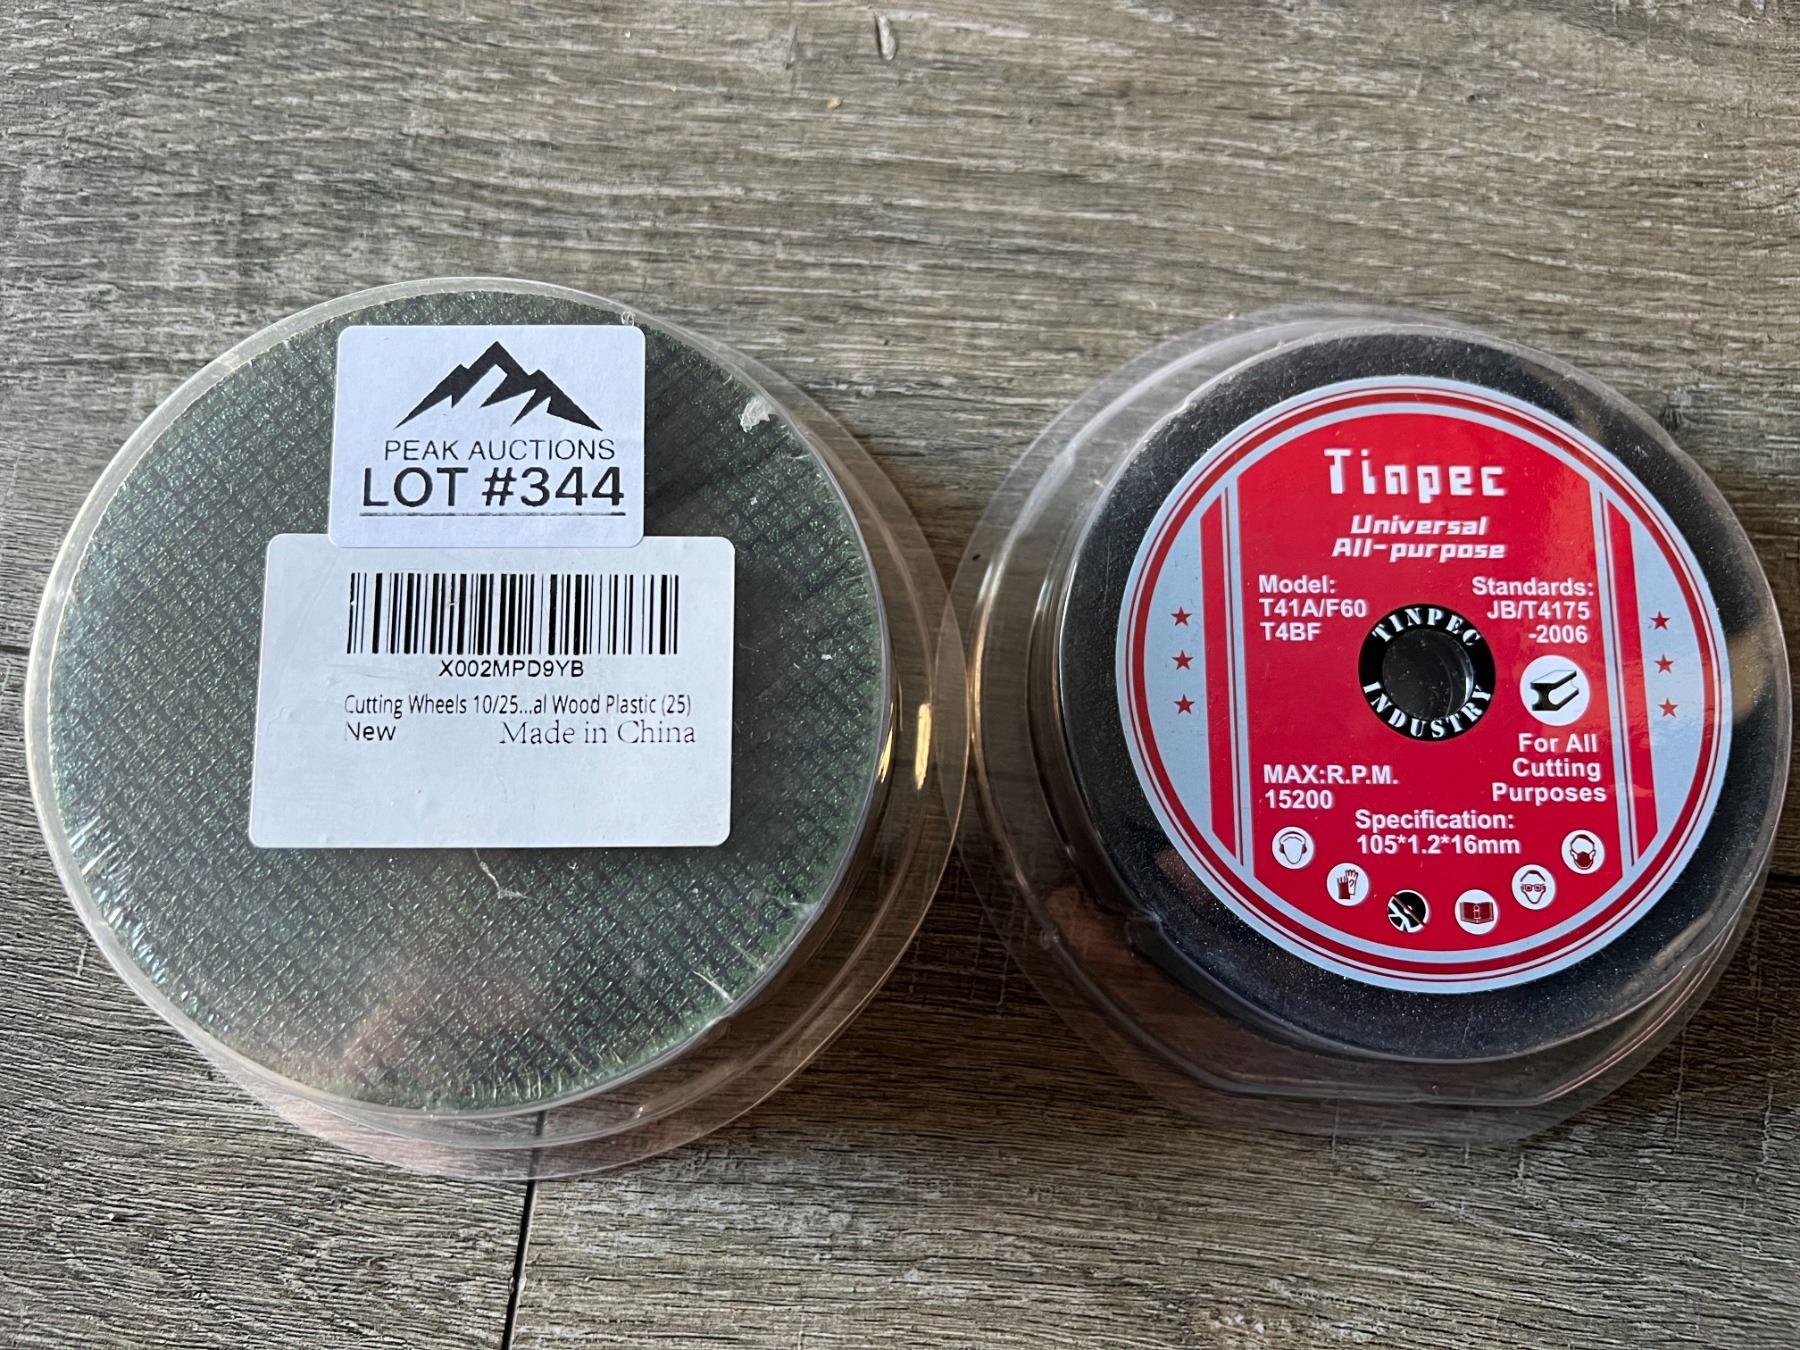 PEAK AUCTIONS
LOT #344
X002MPD9YB
Cutting Wheels 10/25...al Wood Plastic (25)
New
Made in China
Tinpec
Universal
All-purpose
Model:
T41A/F60
T4BF
Standards:
JB/T4175
-2006
TINPEC
INDUSTRY
For All
Cutting
Purposes
MAX:R.P.M.
15200
Specification:
105*1.2*16mm